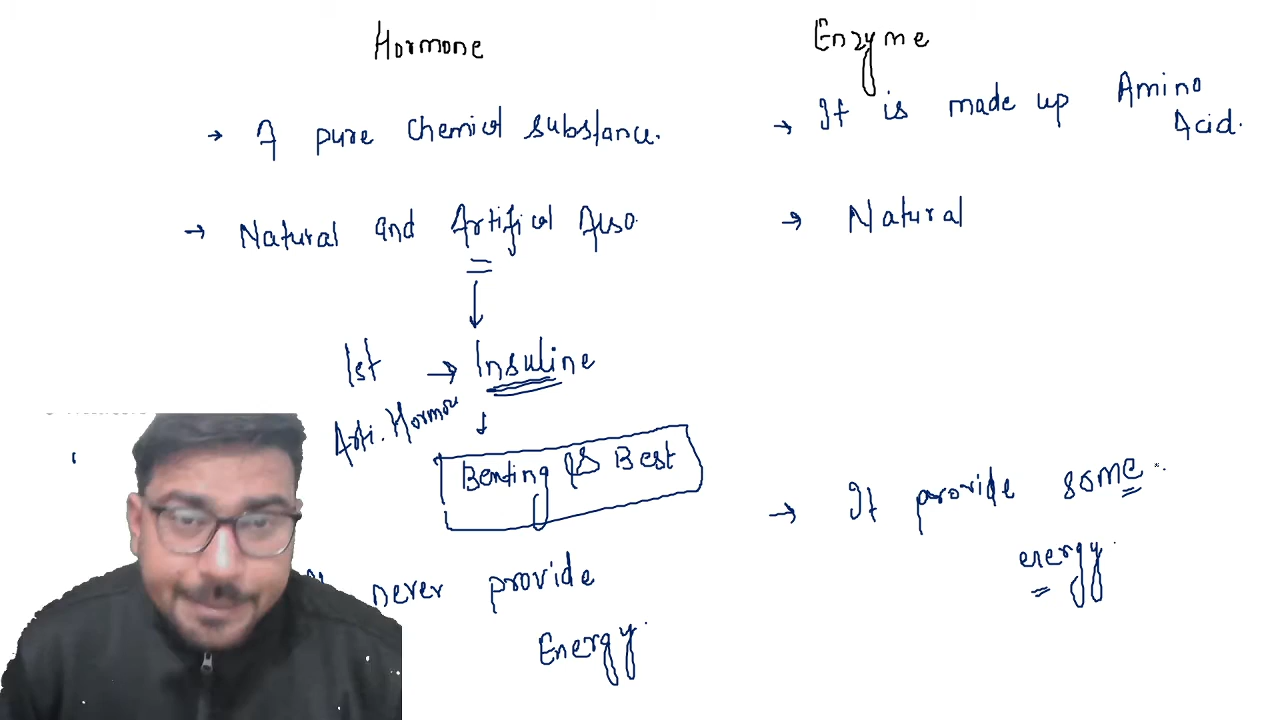 Hormone
Enzyme
→ A pure chemical substance.
→ It is made up Amino
Acid.
→ Natural and Artifical Also
→ Natural
1st → Insuline
Arti. Hormone
Benting & Best
never provide
Energy.
→ It provide some
energy.